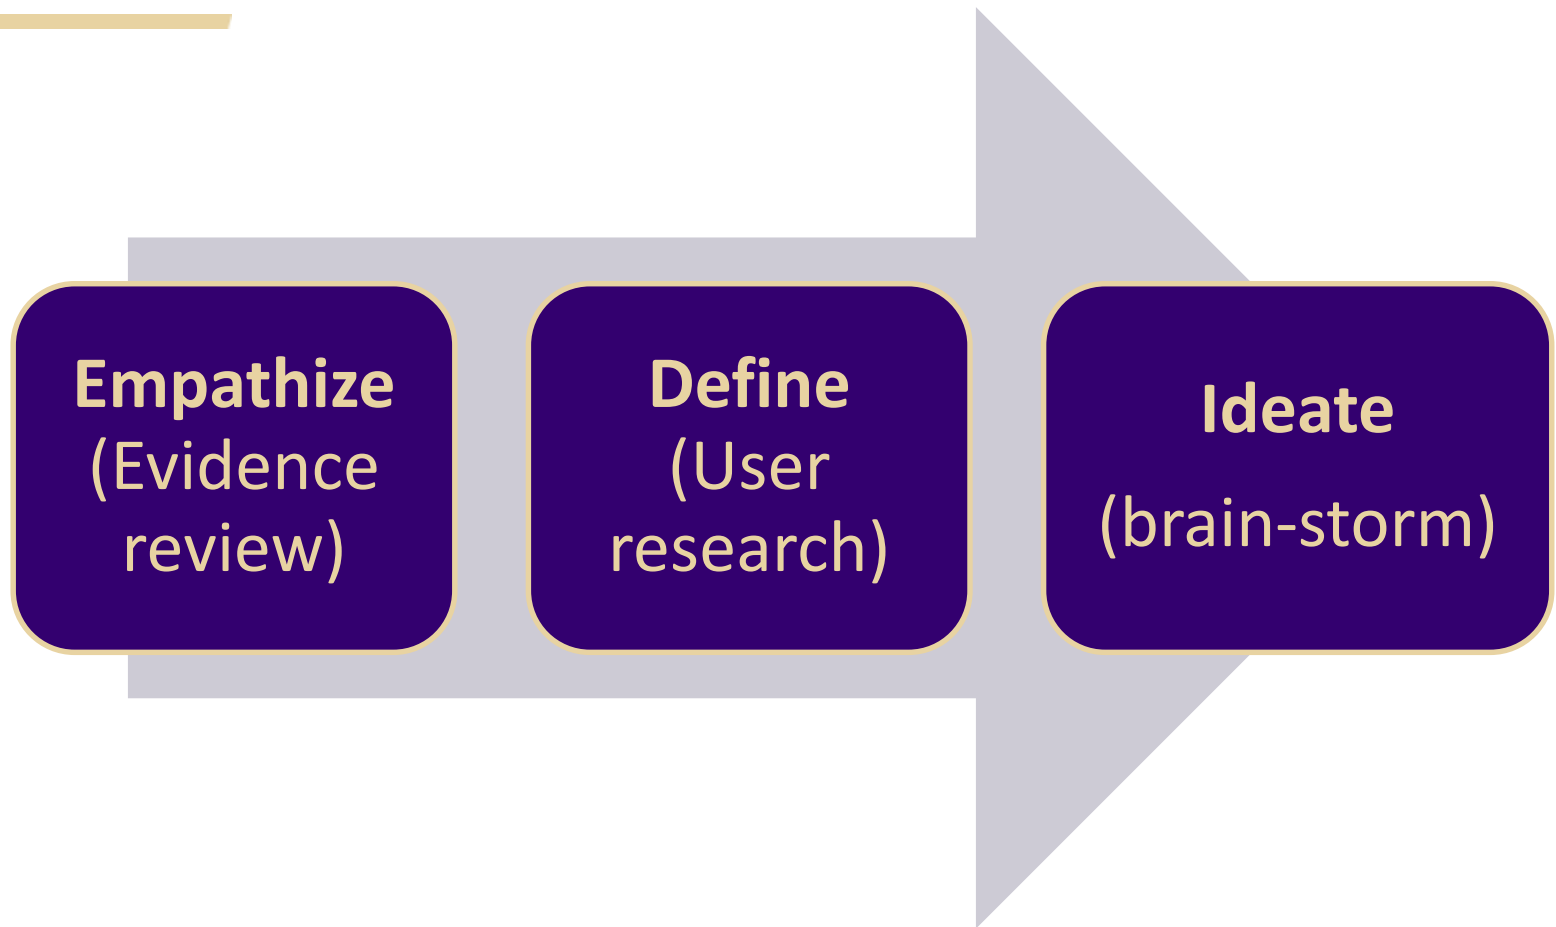 Empathize
(Evidence
review)
Define
(User
research)
Ideate
(brain-storm)